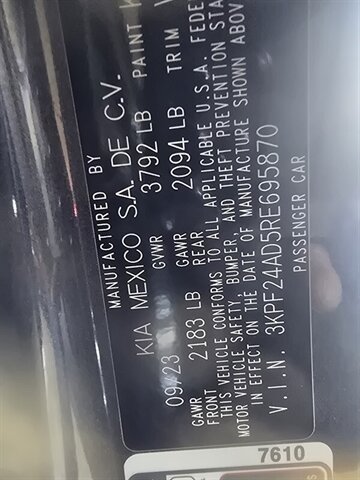 MANUFACTURED BY
KIA MEXICO S.A. DE C.V.
09/23 GVWR 3792 LB PAINT
GAWR FRONT 2183 LB GAWR REAR 2094 LB TRIM
THIS VEHICLE CONFORMS TO ALL APPLICABLE U.S.A. FEDE
MOTOR VEHICLE SAFETY, BUMPER, AND THEFT PREVENTION STA
IN EFFECT ON THE DATE OF MANUFACTURE SHOWN ABOV
V.I.N. 3KPF24AD5RE695870
PASSENGER CAR
7610